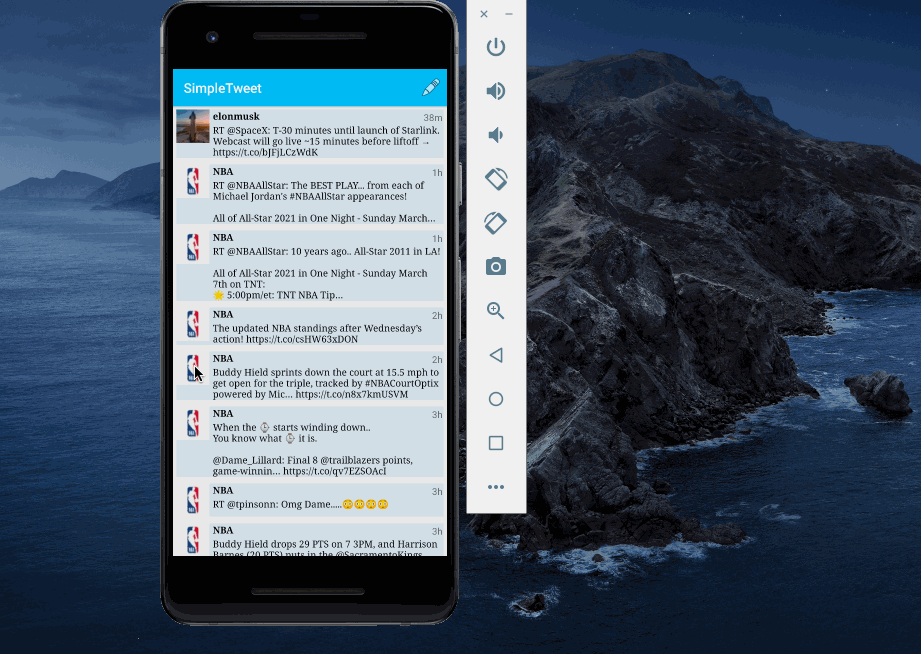 SimpleTweet
elonmusk 38m
RT @SpaceX: T-30 minutes until launch of Starlink.
Webcast will go live ~15 minutes before liftoff →
https://t.co/bJFjLCzWdK
NBA 1h
RT @NBAAllStar: The BEST PLAY... from each of
Michael Jordan's #NBAAllStar appearances!
All of All-Star 2021 in One Night - Sunday March...
NBA 1h
RT @NBAAllStar: 10 years ago.. All-Star 2011 in LA!
All of All-Star 2021 in One Night - Sunday March
7th on TNT:
⭐ 5:00pm/et: TNT NBA Tip...
NBA 2h
The updated NBA standings after Wednesday's
action! https://t.co/csHW63xDON
NBA 2h
Buddy Hield sprints down the court at 15.5 mph to
get open for the triple, tracked by #NBACourtOptix
powered by Mic... https://t.co/n8x7kmUSVM
NBA 3h
When the ⌚ starts winding down..
You know what ⌚ it is.
@Dame_Lillard: Final 8 @trailblazers points,
game-winnin... https://t.co/qv7EZSOAcI
NBA 3h
RT @tpinsonn: Omg Dame.....😳😳😳😳
NBA 3h
Buddy Hield drops 29 PTS on 7 3PM, and Harrison
Barnes (20 PTS) puts in the @SacramentoKings